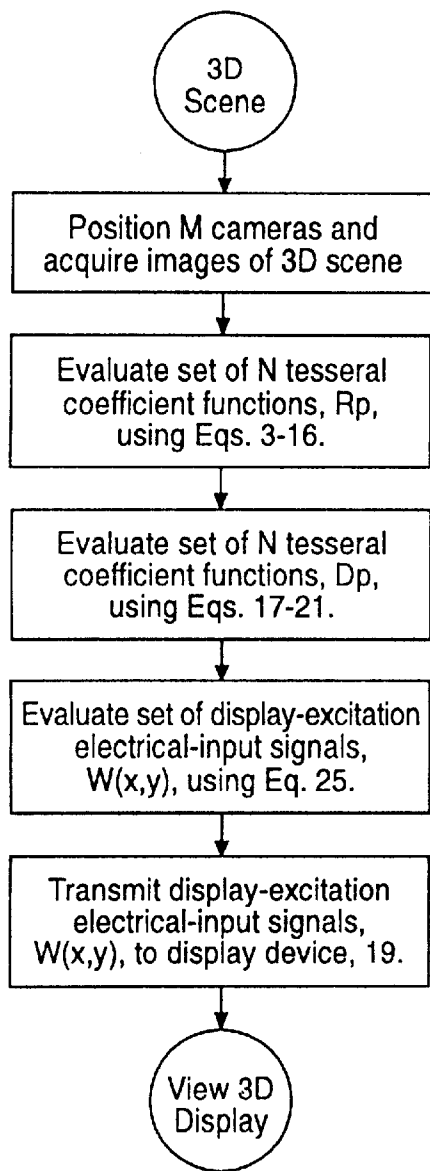 3D
Scene
Position M cameras and
acquire images of 3D scene
Evaluate set of N tesseral
coefficient functions, Rp,
using Eqs. 3-16.
Evaluate set of N tesseral
coefficient functions, Dp,
using Eqs. 17-21.
Evaluate set of display-excitation
electrical-input signals,
W(x,y), using Eq. 25.
Transmit display-excitation
electrical-input signals,
W(x,y), to display device, 19.
View 3D
Display